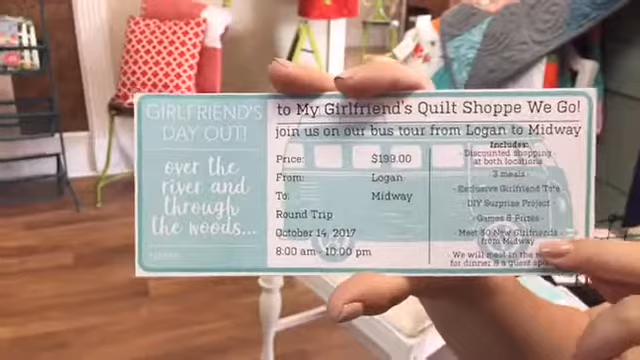 GIRLFRIEND'S
DAY OUT!
over the
river and
through the
the woods...
to My Girlfriend's Quilt Shoppe We Go!
join us on our bus tour from Logan to Midway
Price: $199.00
From: Logan
To: Midway
Round Trip
October 14, 2017
8:00 am - 10:00 pm
Includes:
Discounted shopping
at both locations
3 meals
Exclusive Girlfriend Tote
DIY Surprise Project
Games & Prizes
Meet 50 New Girlfriends
from Midway
We will meet in the
for dinner & a guest